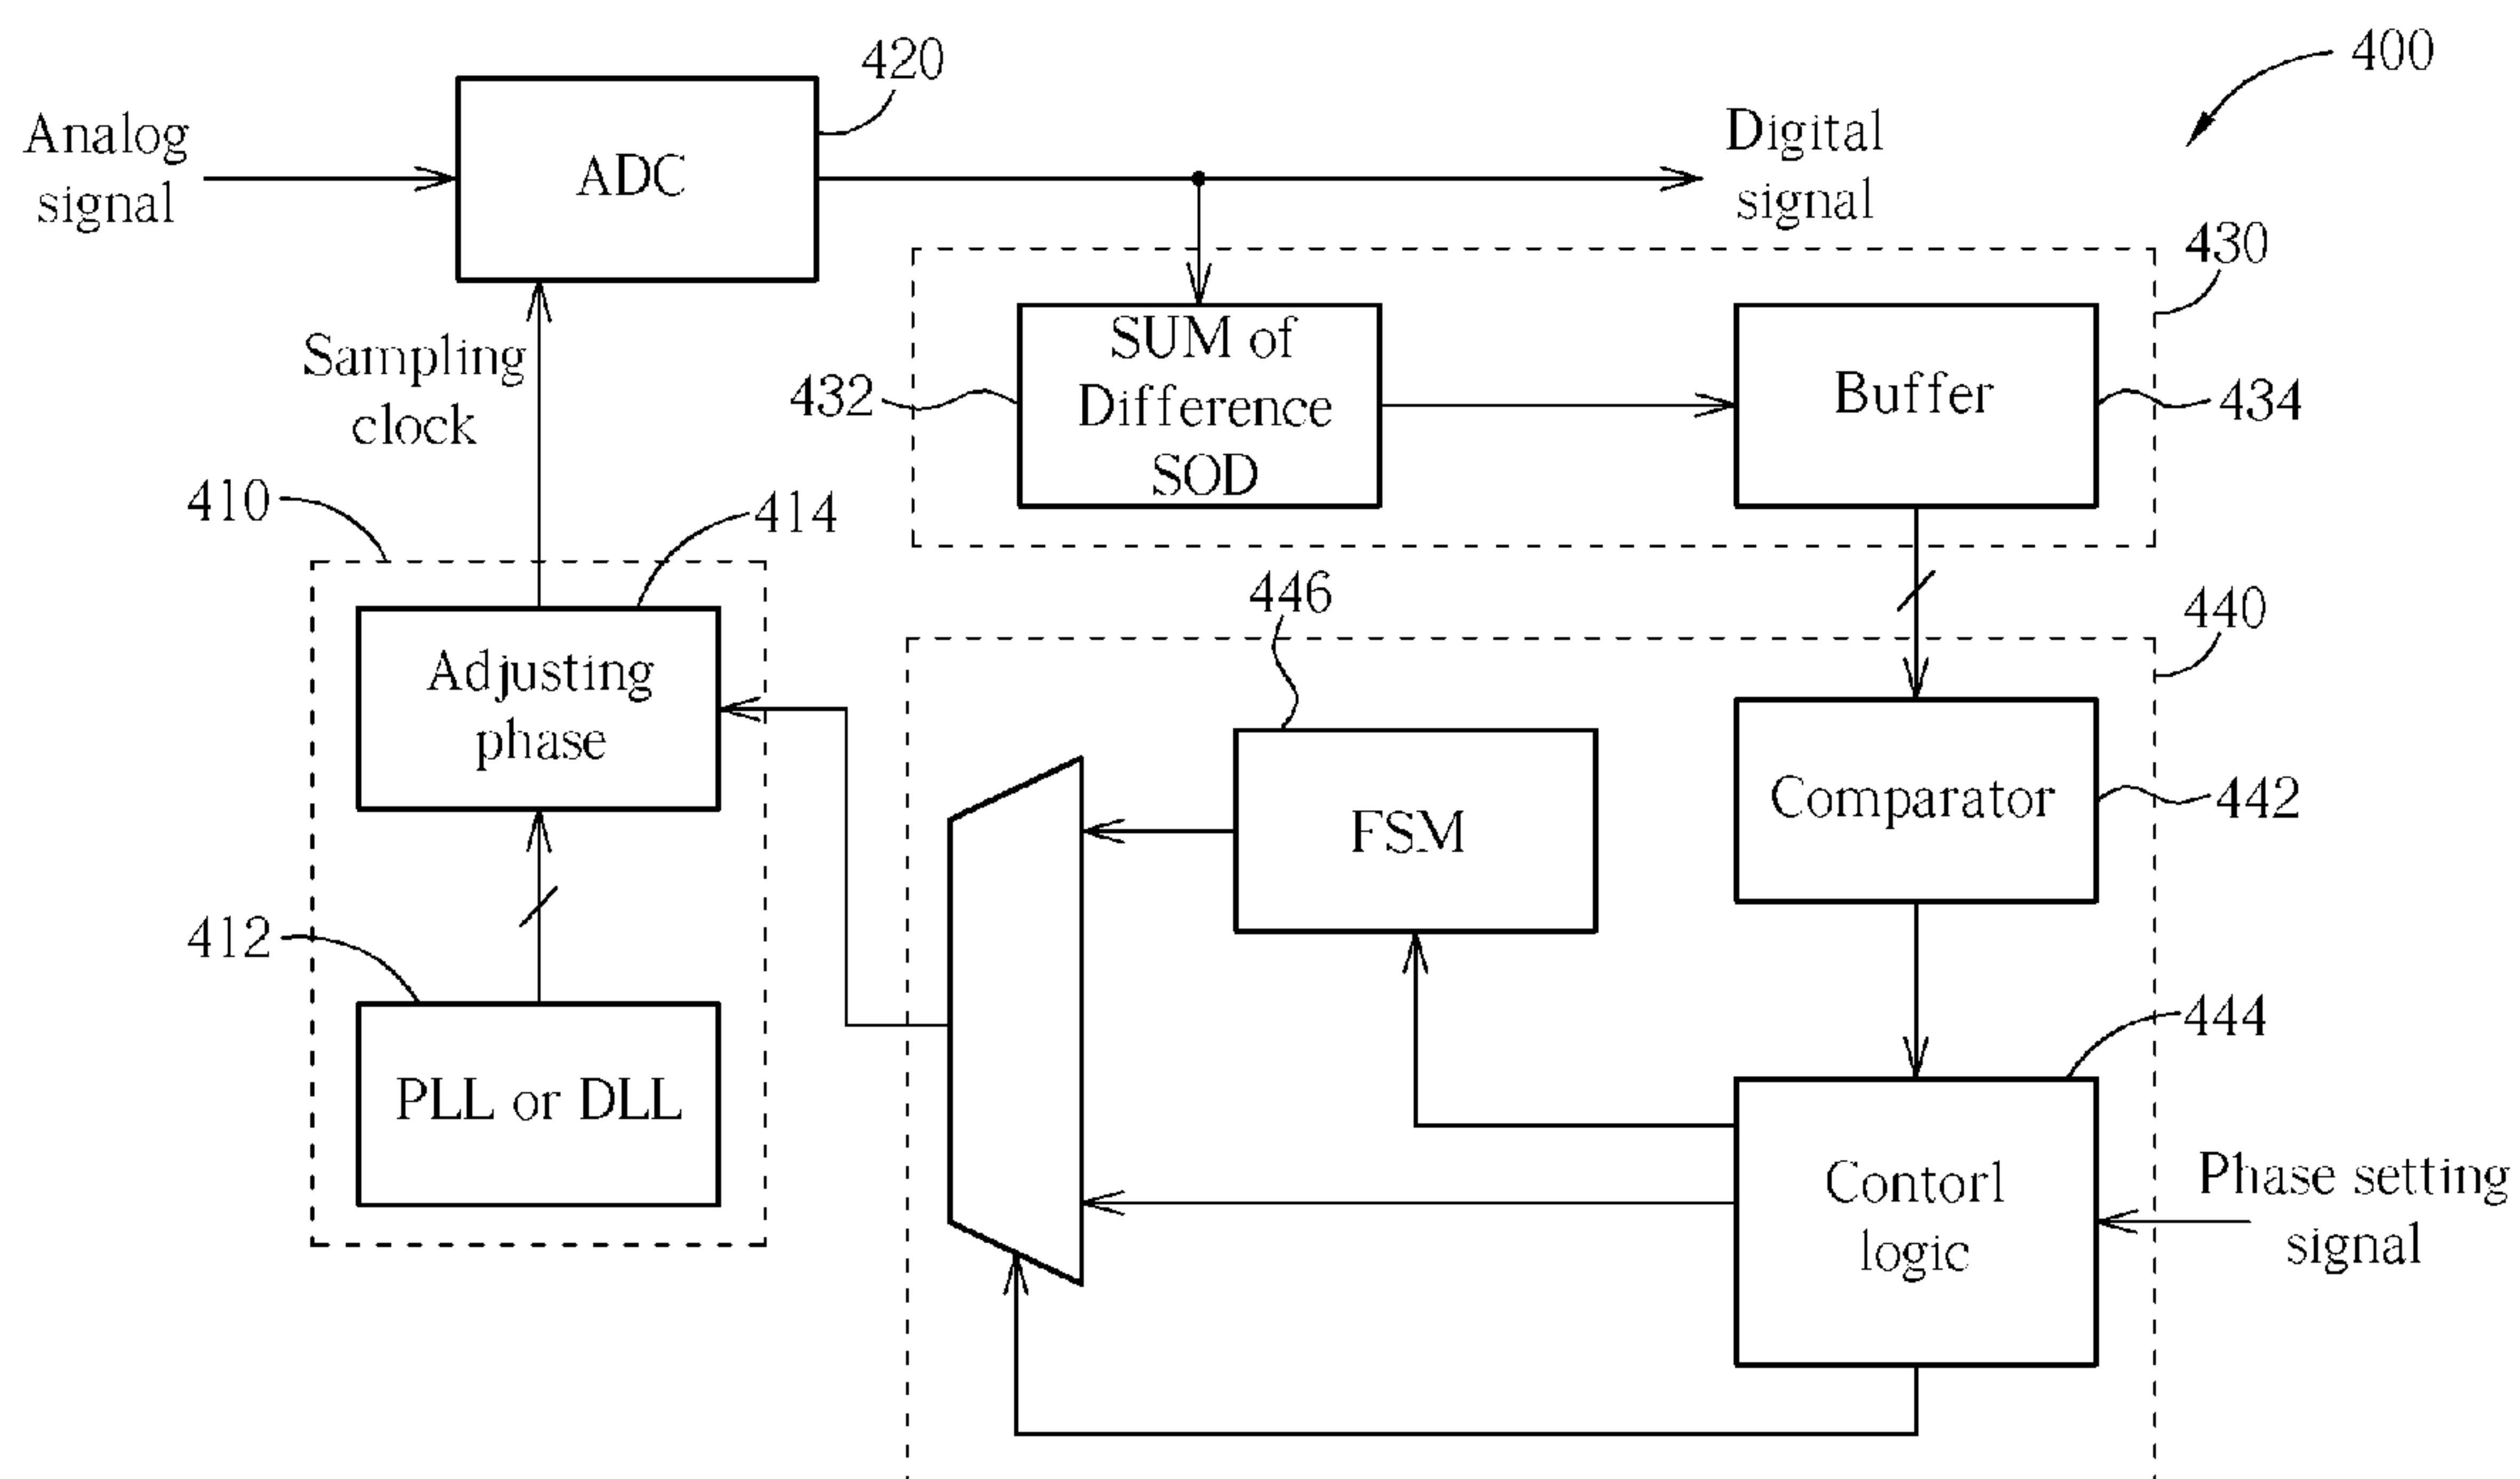 400
420
Analog
signal
ADC
Digital
signal
430
Sampling
clock
432
SUM of
Difference
SOD
Buffer
434
410
414
446
440
Adjusting
phase
FSM
Comparator
442
412
PLL or DLL
444
Contorl
logic
Phase setting
signal